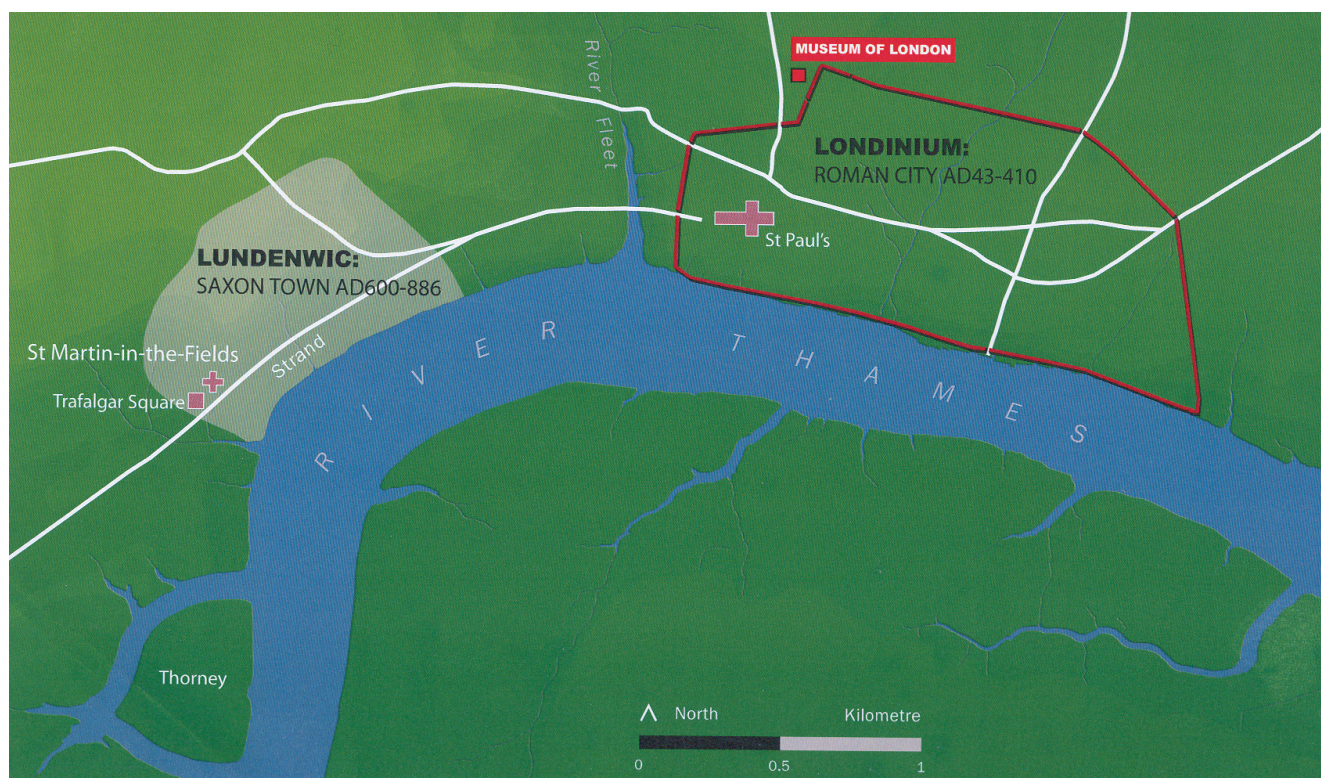 MUSEUM OF LONDON
River Fleet
LONDINIUM:
ROMAN CITY AD43-410
St Paul's
LUNDENWIC:
SAXON TOWN AD600-886
St Martin-in-the-Fields
Strand
Trafalgar Square
RIVER THAMES
Thorney
North
Kilometre
0 0.5 1